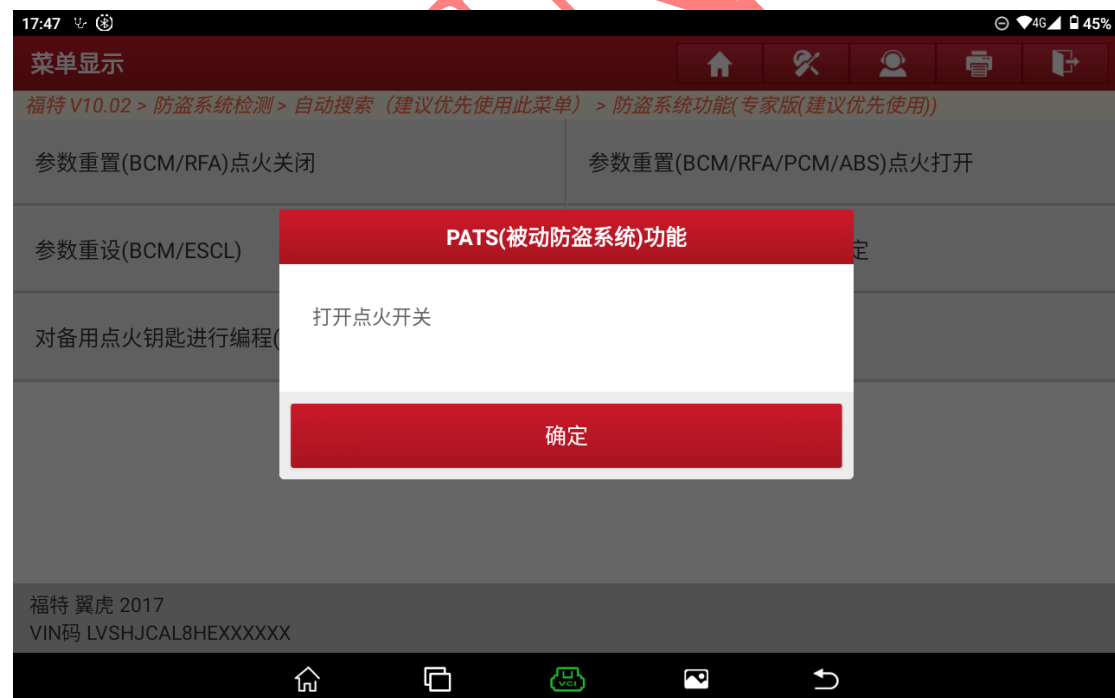 17:47
4G 45%
菜单显示
福特 V10.02 > 防盗系统检测 > 自动搜索（建议优先使用此菜单）> 防盗系统功能(专家版(建议优先使用))
参数重置(BCM/RFA)点火关闭
参数重置(BCM/RFA/PCM/ABS)点火打开
参数重设(BCM/ESCL)
定
对备用点火钥匙进行编程(
PATS(被动防盗系统)功能
打开点火开关
确定
福特 翼虎 2017
VIN码 LVSHJCAL8HEXXXXXX
VCI